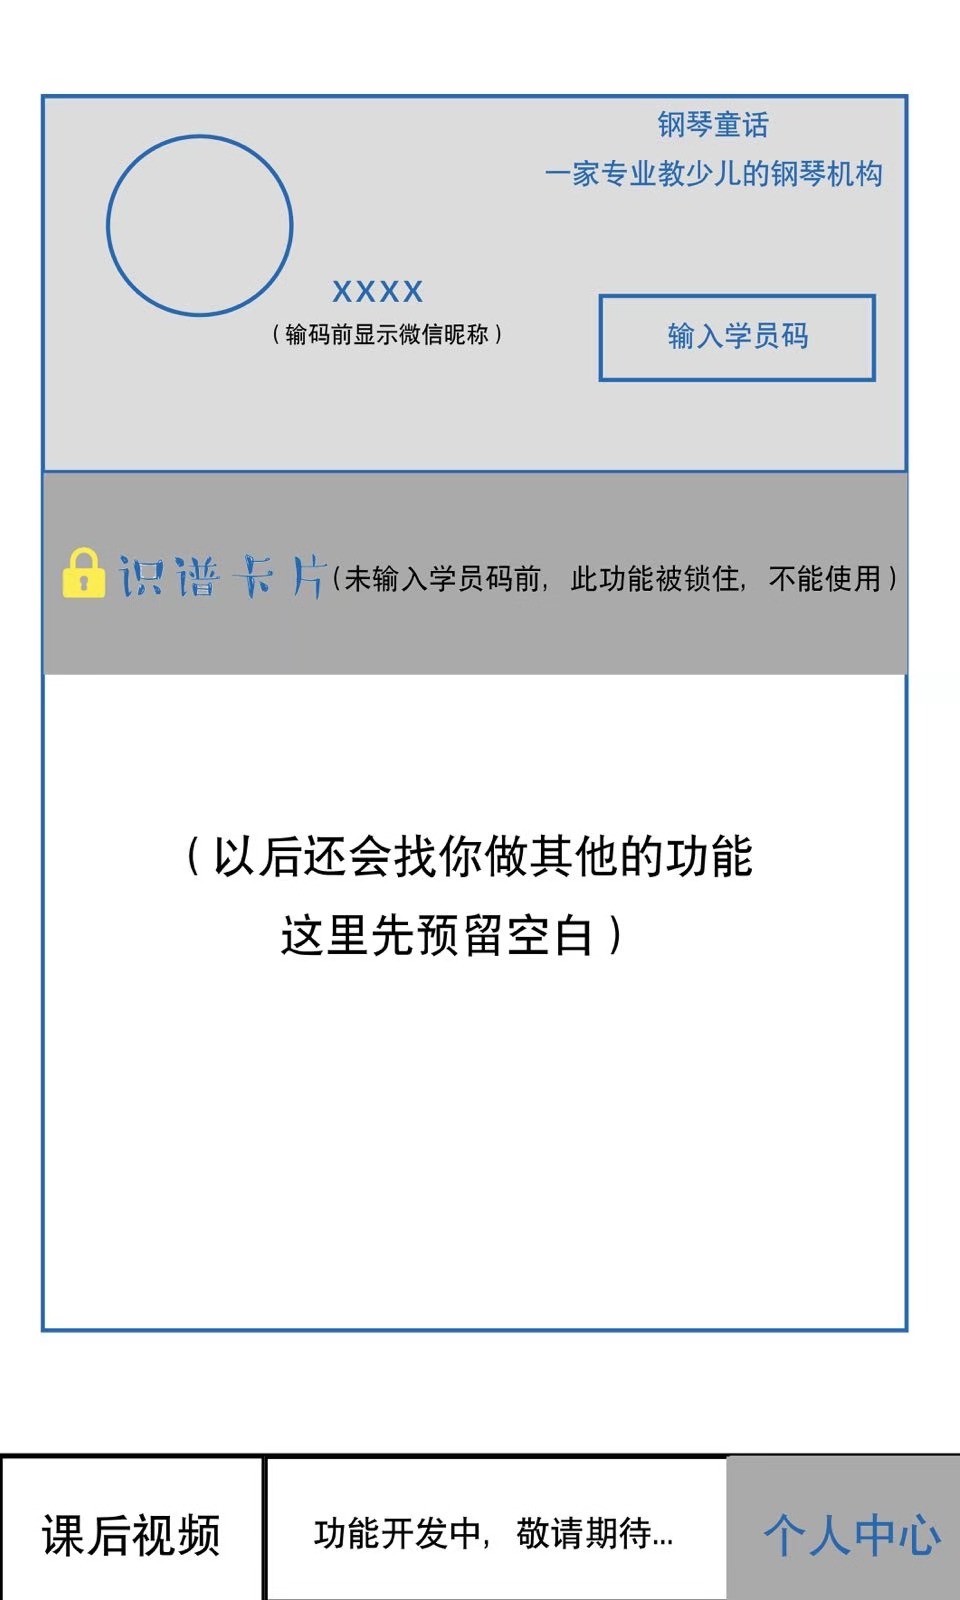 钢琴童话
一家专业教少儿的钢琴机构
XXXX
（输码前显示微信昵称）
输入学员码
识谱卡片（未输入学员码前，此功能被锁住，不能使用）
（以后还会找你做其他的功能
这里先预留空白）
课后视频
功能开发中，敬请期待...
个人中心